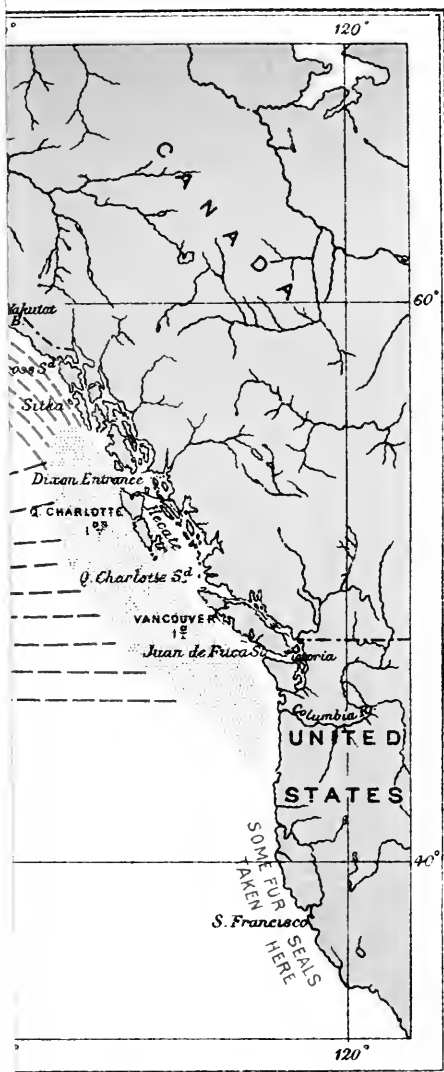 120°
CANADA
60°
Yakutat
B.
Sitka
Dixon Entrance
Q. CHARLOTTE
Iˢ
Hecate
Str
Q. Charlotte Sᵈ
VANCOUVER
Iᵈ
Juan de Fuca St
Victoria
Columbia R.
UNITED
STATES
40°
SOME FUR SEALS
TAKEN HERE
S. Francisco
120°